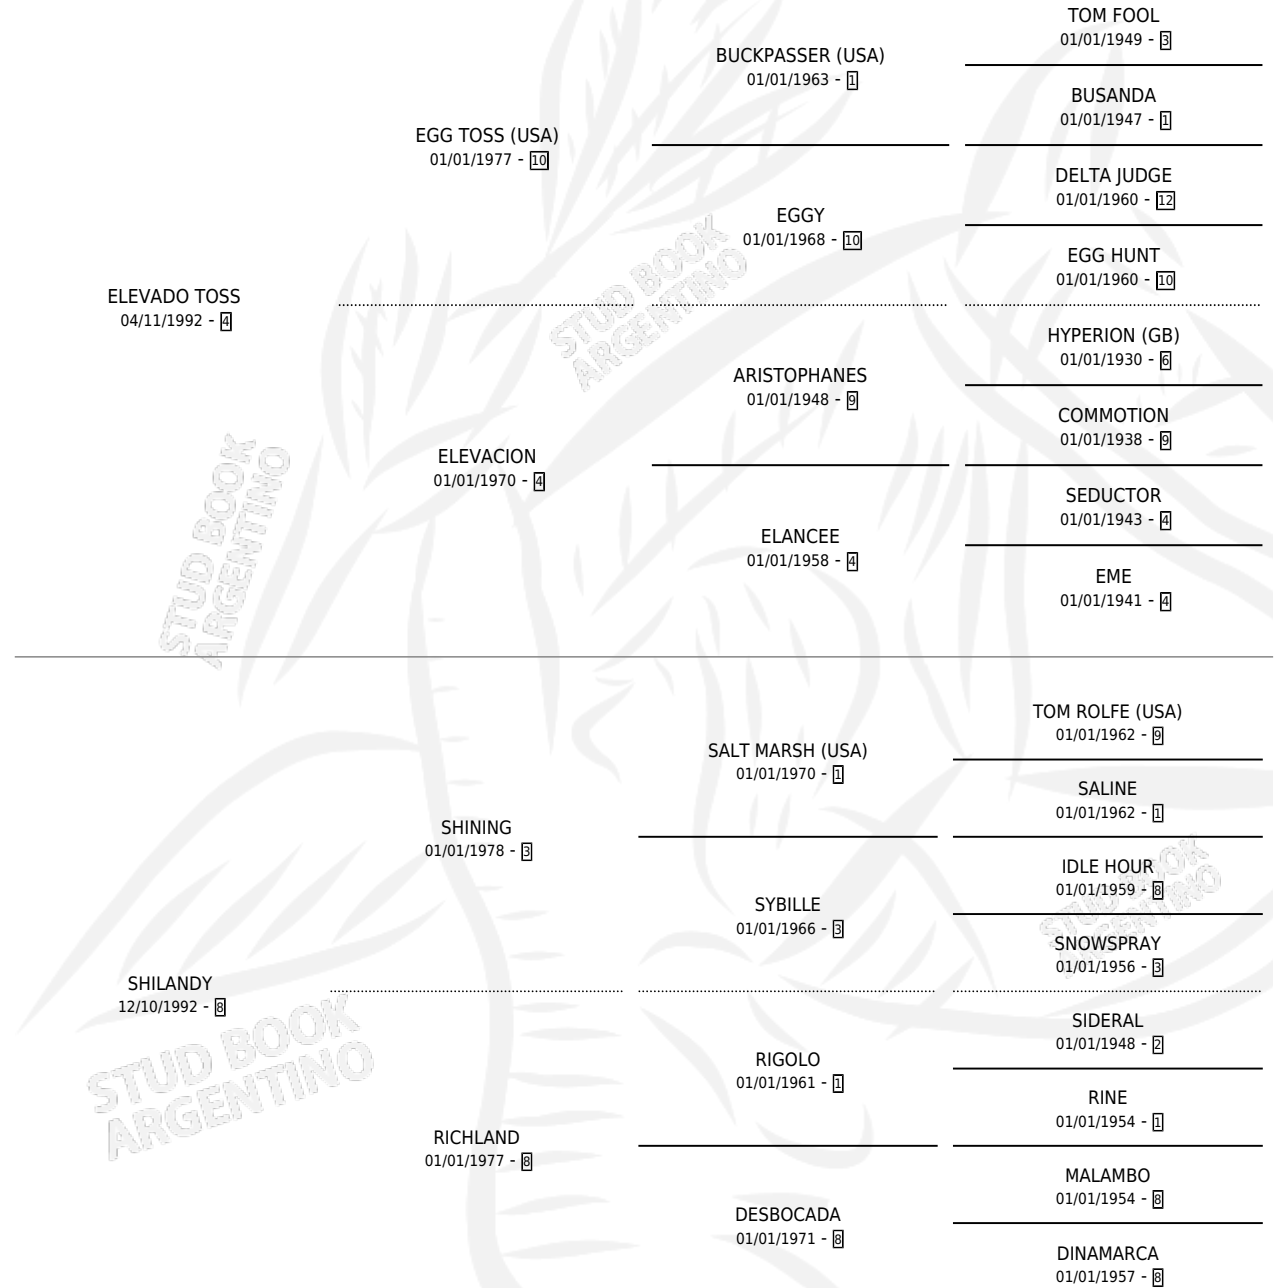 TOM FOOL
01/01/1949 - 3
BUCKPASSER (USA)
01/01/1963 - 1
BUSANDA
01/01/1947 - 1
EGG TOSS (USA)
01/01/1977 - 10
DELTA JUDGE
01/01/1960 - 12
EGGY
01/01/1968 - 10
EGG HUNT
01/01/1960 - 10
ELEVADO TOSS
04/11/1992 - 4
HYPERION (GB)
01/01/1930 - 6
ARISTOPHANES
01/01/1948 - 9
COMMOTION
01/01/1938 - 9
ELEVACION
01/01/1970 - 4
SEDUCTOR
01/01/1943 - 4
ELANCEE
01/01/1958 - 4
EME
01/01/1941 - 4
TOM ROLFE (USA)
01/01/1962 - 9
SALT MARSH (USA)
01/01/1970 - 1
SALINE
01/01/1962 - 1
SHINING
01/01/1978 - 3
IDLE HOUR
01/01/1959 - 8
SYBILLE
01/01/1966 - 3
SNOWSPRAY
01/01/1956 - 3
SHILANDY
12/10/1992 - 8
SIDERAL
01/01/1948 - 2
RIGOLO
01/01/1961 - 1
RINE
01/01/1954 - 1
RICHLAND
01/01/1977 - 8
MALAMBO
01/01/1954 - 8
DESBOCADA
01/01/1971 - 8
DINAMARCA
01/01/1957 - 8
STUD BOOK
ARGENTINO
STUD BOOK
ARGENTINO
STUD BOOK
ARGENTINO
STUD BOOK
ARGENTINO